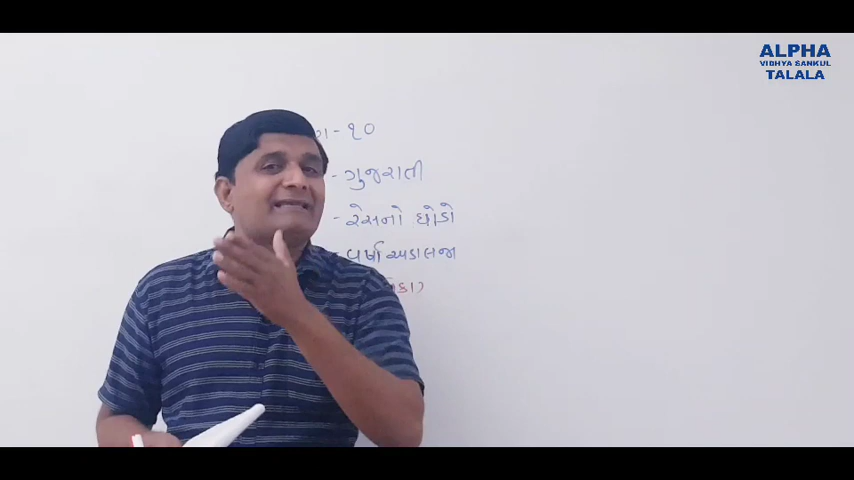 ALPHA
VIDHYA SANKUL
TALALA
- ૧૦
- ગુજરાતી
- રેસનો ઘોડો
વર્ષા અડાલજા